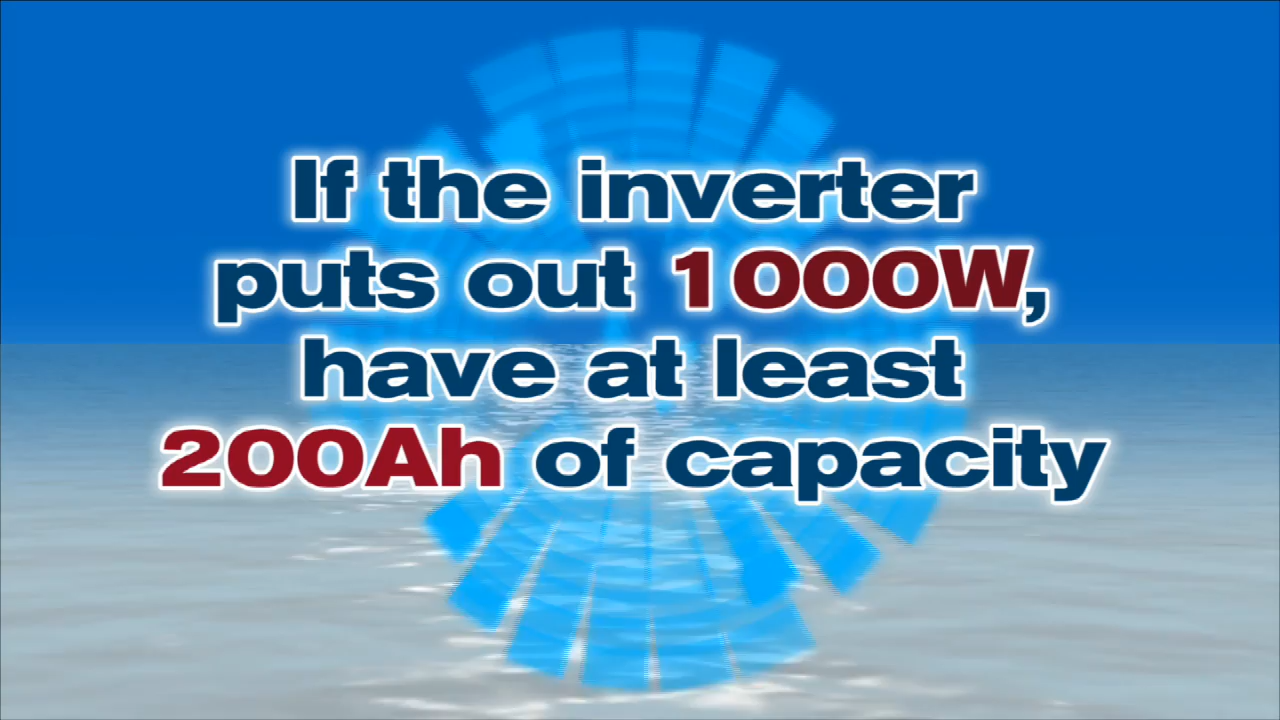 If the inverter
puts out 1000W,
have at least
200Ah of capacity